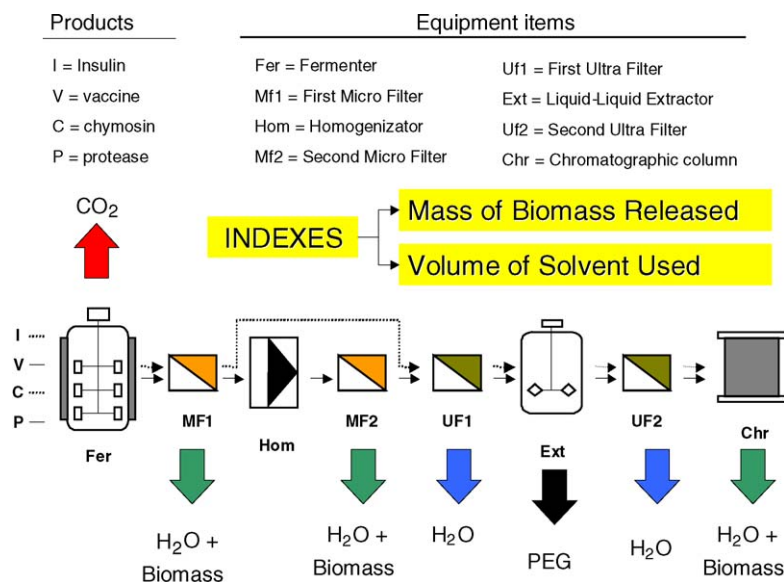 Products
Equipment items
I = Insulin
V = vaccine
C = chymosin
P = protease
Fer = Fermenter
Mf1 = First Micro Filter
Hom = Homogenizator
Mf2 = Second Micro Filter
Uf1 = First Ultra Filter
Ext = Liquid-Liquid Extractor
Uf2 = Second Ultra Filter
Chr = Chromatographic column
CO₂
INDEXES
Mass of Biomass Released
Volume of Solvent Used
I
V
C
P
Fer
MF1
Hom
MF2
UF1
Ext
UF2
Chr
H₂O +
Biomass
H₂O +
Biomass
H₂O
PEG
H₂O
H₂O +
Biomass